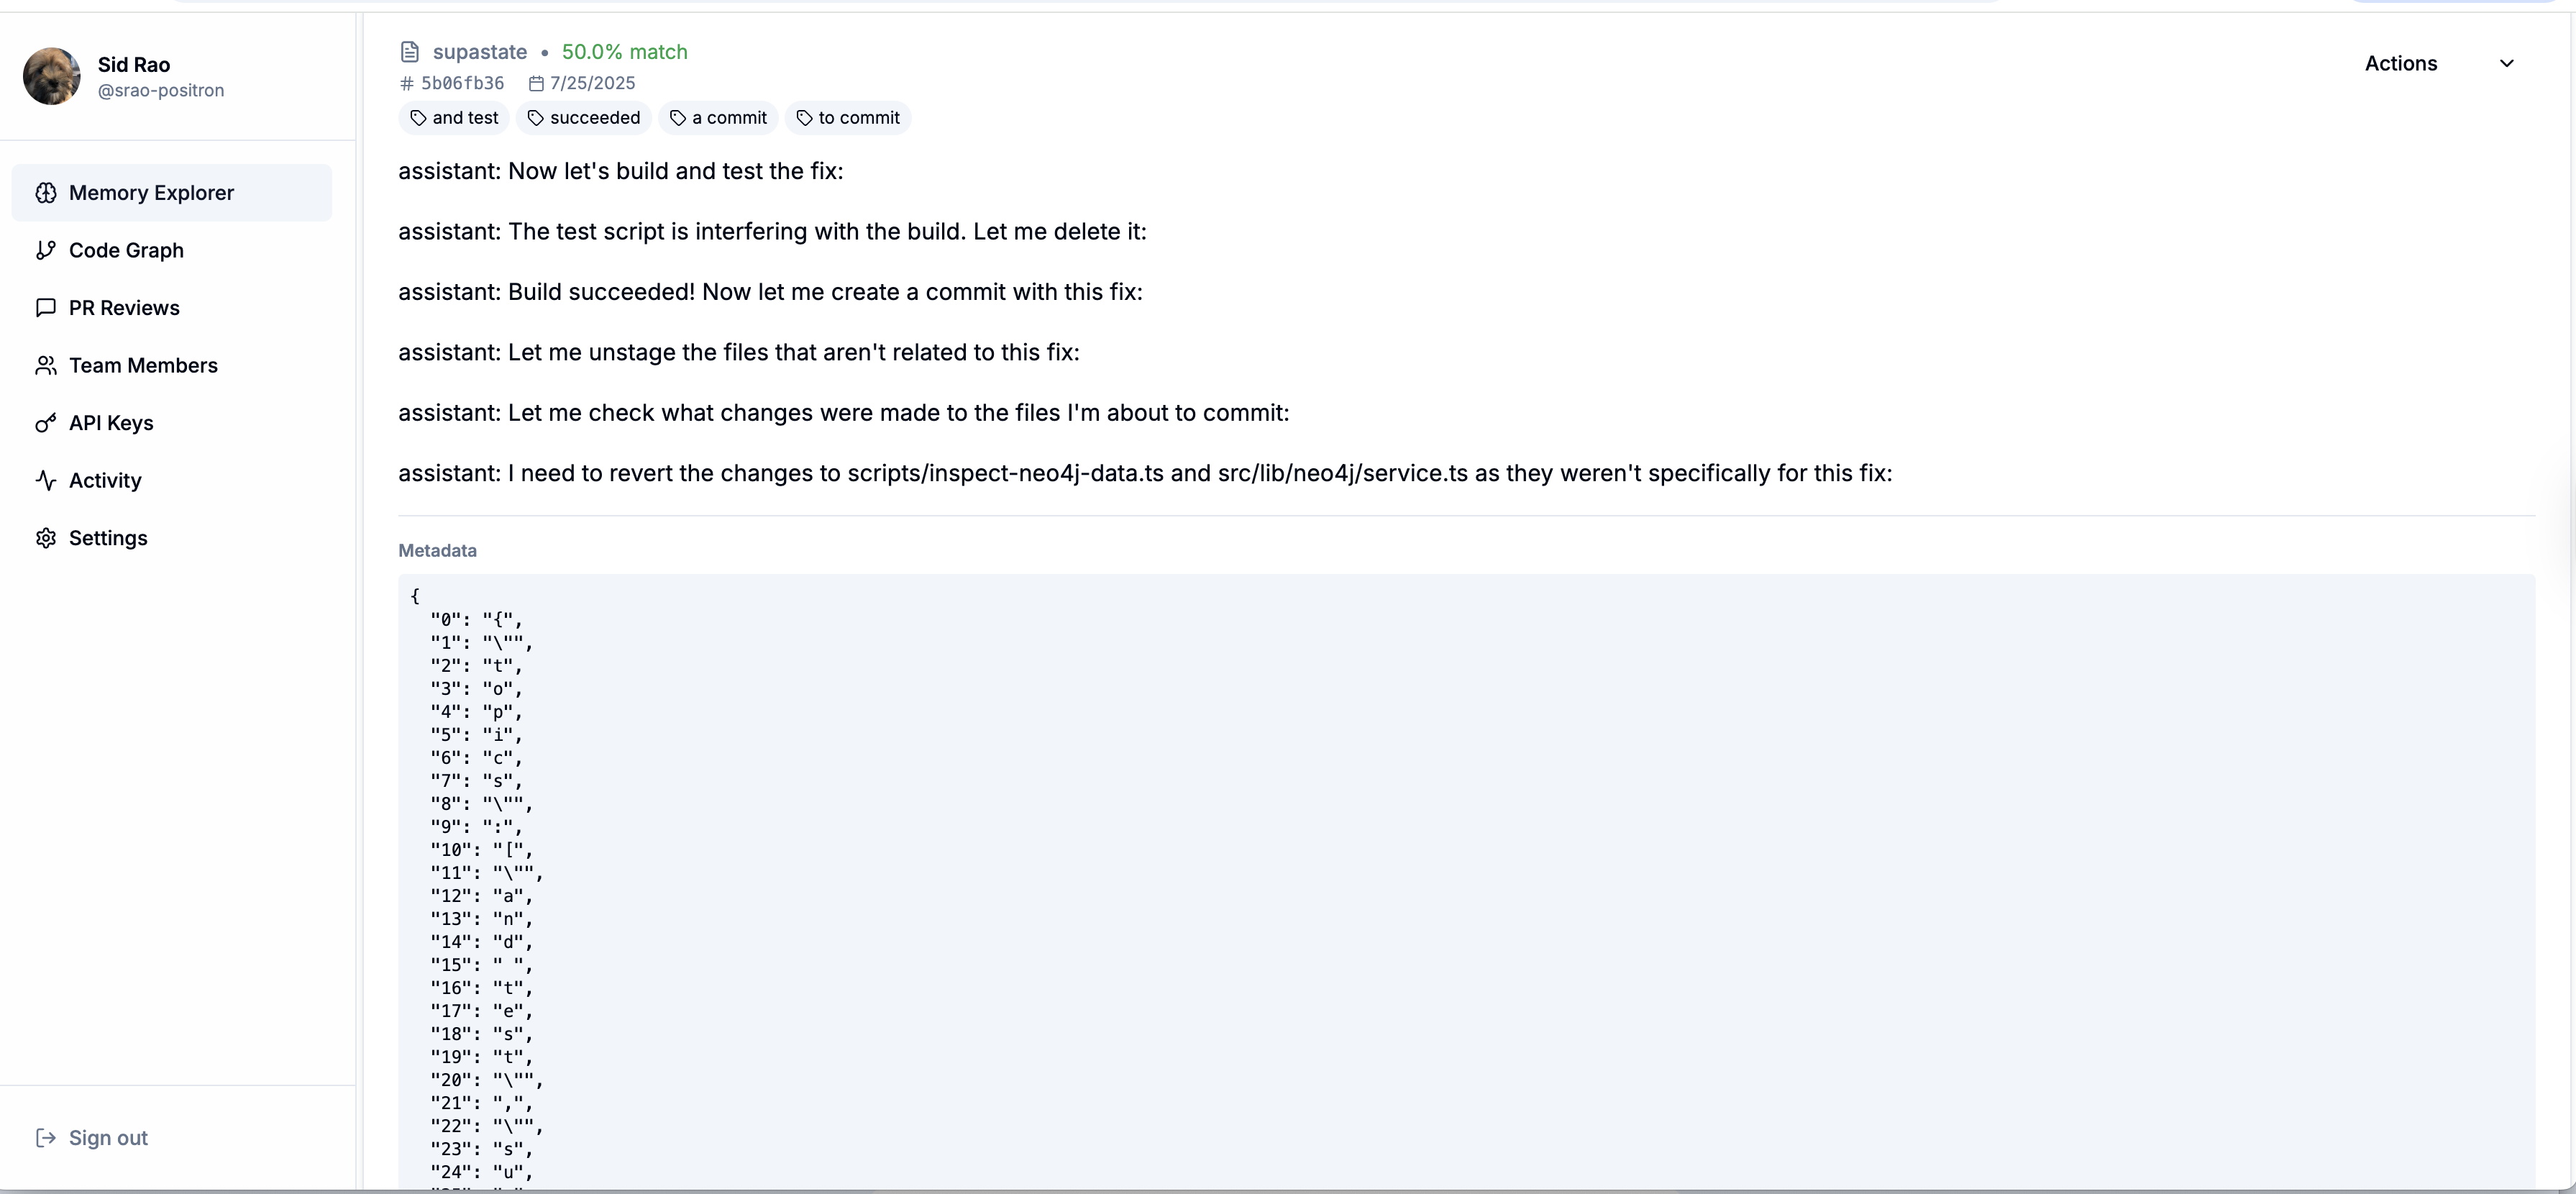 Sid Rao
@srao-positron
Memory Explorer
Code Graph
PR Reviews
Team Members
API Keys
Activity
Settings
Sign out
supastate • 50.0% match
# 5b06fb36 7/25/2025
and test succeeded a commit to commit
Actions
assistant: Now let's build and test the fix:
assistant: The test script is interfering with the build. Let me delete it:
assistant: Build succeeded! Now let me create a commit with this fix:
assistant: Let me unstage the files that aren't related to this fix:
assistant: Let me check what changes were made to the files I'm about to commit:
assistant: I need to revert the changes to scripts/inspect-neo4j-data.ts and src/lib/neo4j/service.ts as they weren't specifically for this fix:
Metadata
{
"0": "{",
"1": "\"",
"2": "t",
"3": "o",
"4": "p",
"5": "i",
"6": "c",
"7": "s",
"8": "\"",
"9": ":",
"10": "[",
"11": "\"",
"12": "a",
"13": "n",
"14": "d",
"15": " ",
"16": "t",
"17": "e",
"18": "s",
"19": "t",
"20": "\"",
"21": ",",
"22": "\"",
"23": "s",
"24": "u",